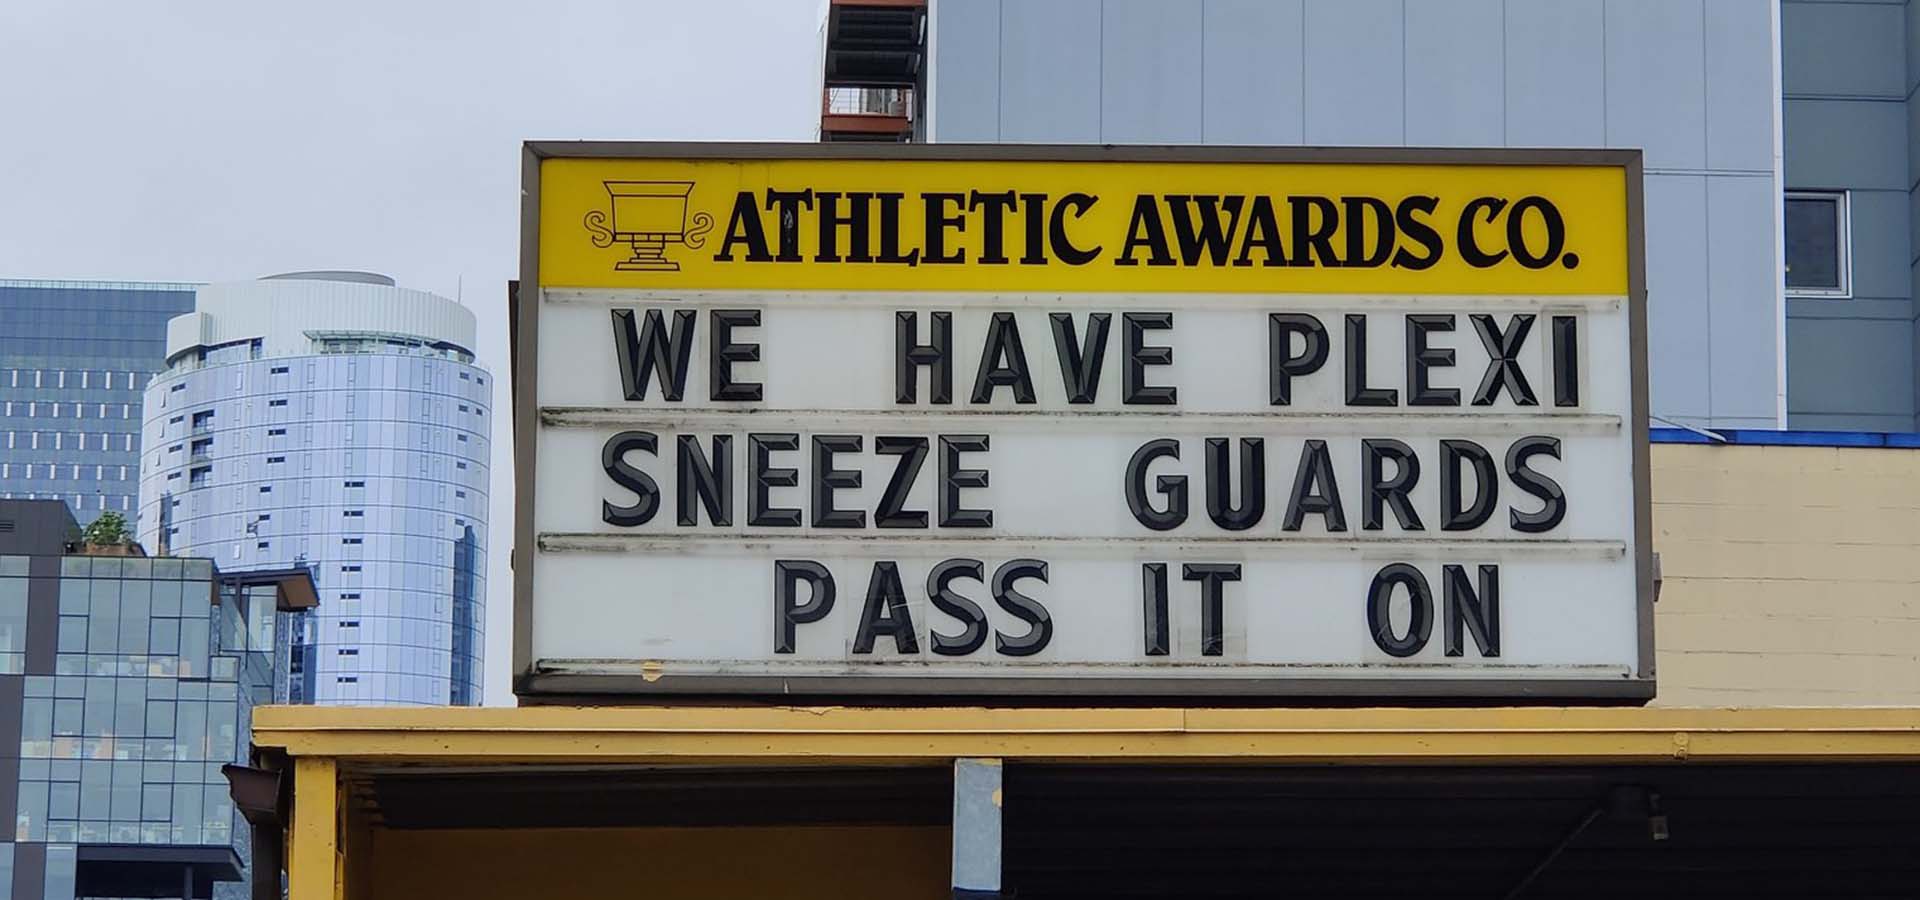 ATHLETIC AWARDS CO.
WE HAVE PLEXI
SNEEZE GUARDS
PASS IT ON